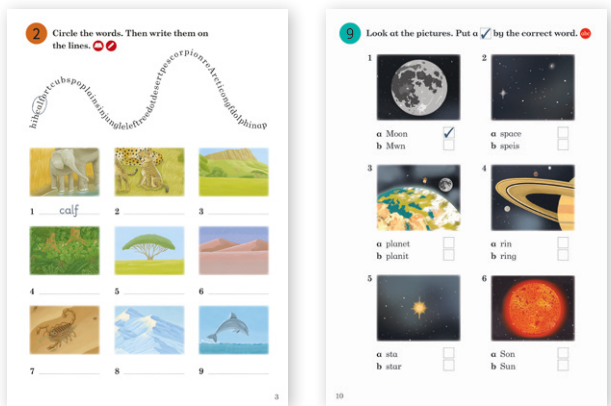 2 Circle the words. Then write them on
the lines.
1 calf
2
3
4
5
6
7
8
9
3
9 Look at the pictures. Put a ✓ by the correct word. abc
1
a Moon ✓
b Mwn
2
a space
b speis
3
a planet
b planit
4
a rin
b ring
5
a sta
b star
6
a Son
b Sun
10